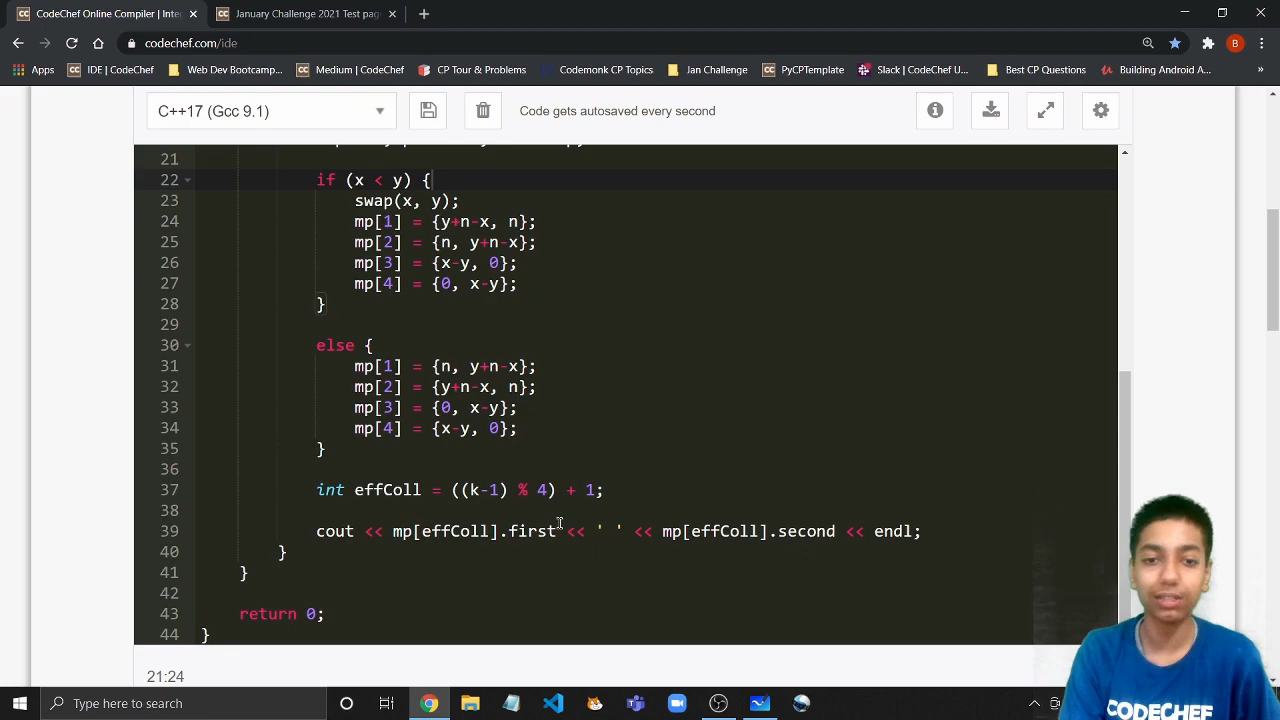 CodeChef Online Compiler | Inte
January Challenge 2021 Test pag
codechef.com/ide
B
Apps
IDE | CodeChef
Web Dev Bootcamp...
Medium | CodeChef
CP Tour & Problems
Codemonk CP Topics
Jan Challenge
PyCPTemplate
Slack | CodeChef U...
Best CP Questions
Building Android A...
»
C++17 (Gcc 9.1)
Code gets autosaved every second
21
22 if (x < y) {
23 swap(x, y);
24 mp[1] = {y+n-x, n};
25 mp[2] = {n, y+n-x};
26 mp[3] = {x-y, 0};
27 mp[4] = {0, x-y};
28 }
29
30 else {
31 mp[1] = {n, y+n-x};
32 mp[2] = {y+n-x, n};
33 mp[3] = {0, x-y};
34 mp[4] = {x-y, 0};
35 }
36
37 int effColl = ((k-1) % 4) + 1;
38
39 cout << mp[effColl].first << ' ' << mp[effColl].second << endl;
40 }
41 }
42
43 return 0;
44 }
21:24
CODECHEF
Type here to search